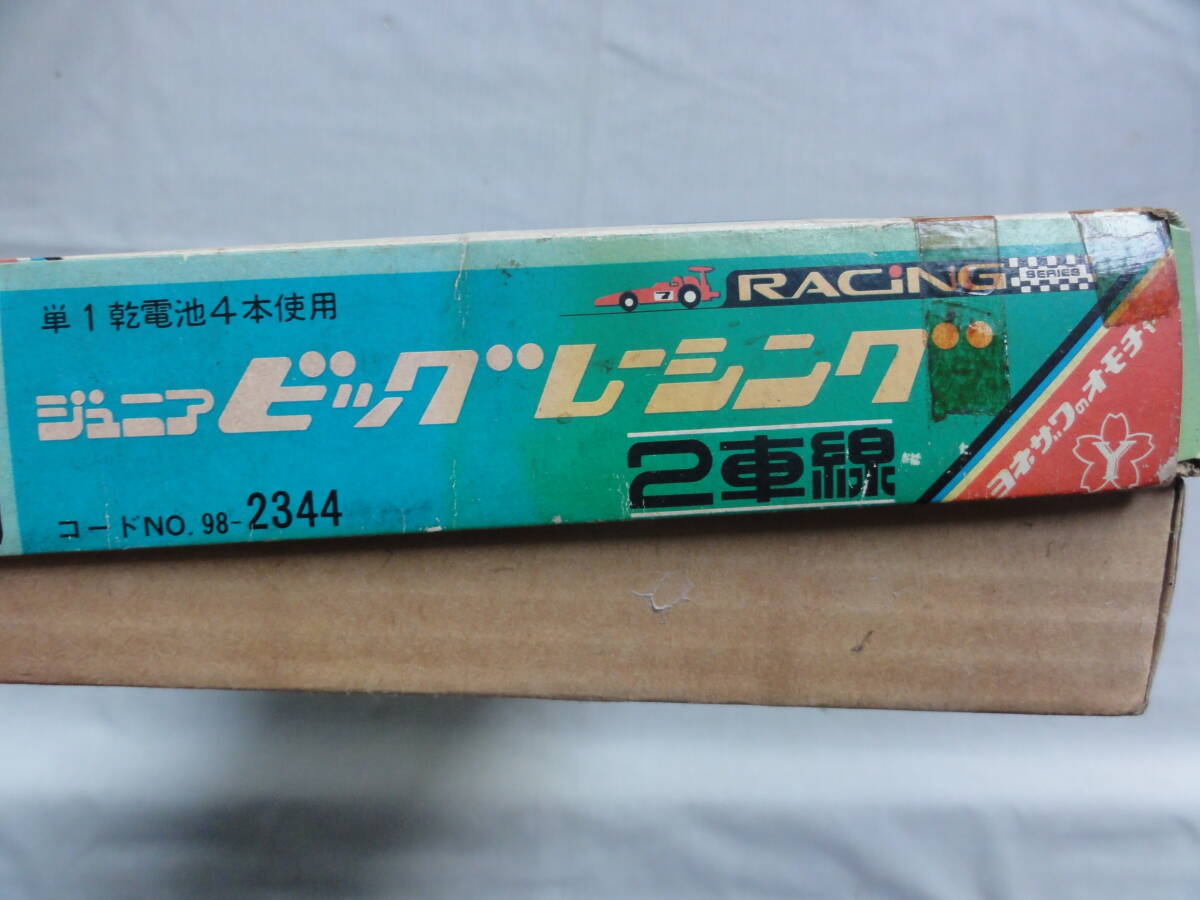 単1乾電池4本使用
7 RACiNG SERIES
ジュニアビッグレーシング
2車線
コードNO. 98-2344
ヨネザワのオモチャ
Y